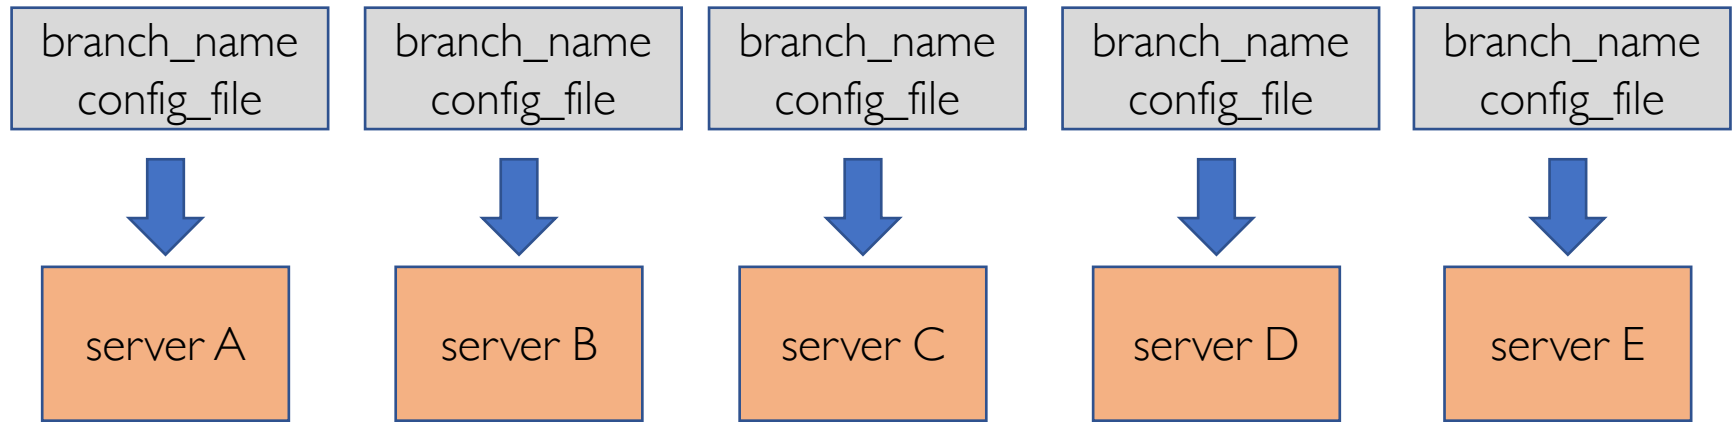 branch_name
config_file
branch_name
config_file
branch_name
config_file
branch_name
config_file
branch_name
config_file
server A
server B
server C
server D
server E